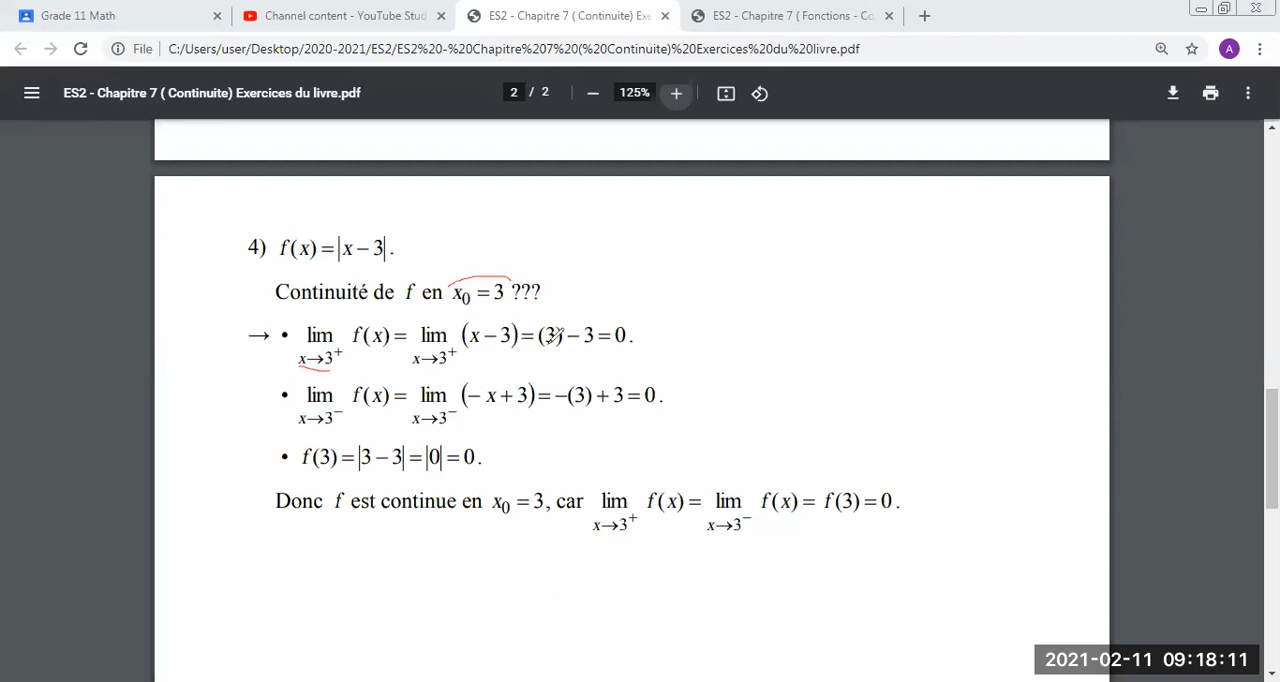 Grade 11 Math
Channel content - YouTube Stud
ES2 - Chapitre 7 ( Continuite) Exe
ES2 - Chapitre 7 ( Fonctions - Co
File C:/Users/user/Desktop/2020-2021/ES2/ES2%20-%20Chapitre%207%20(%20Continuite)%20Exercices%20du%20livre.pdf
A
ES2 - Chapitre 7 ( Continuite) Exercices du livre.pdf
2 / 2
125%
4) f(x) = |x − 3| .
Continuité de f en x₀ = 3 ???
→ • lim x→3⁺ f(x) = lim x→3⁺ (x − 3) = (3) − 3 = 0 .
• lim x→3⁻ f(x) = lim x→3⁻ (− x + 3) = −(3) + 3 = 0 .
• f(3) = |3 − 3| = |0| = 0 .
Donc f est continue en x₀ = 3, car lim x→3⁺ f(x) = lim x→3⁻ f(x) = f(3) = 0 .
2021-02-11 09:18:11